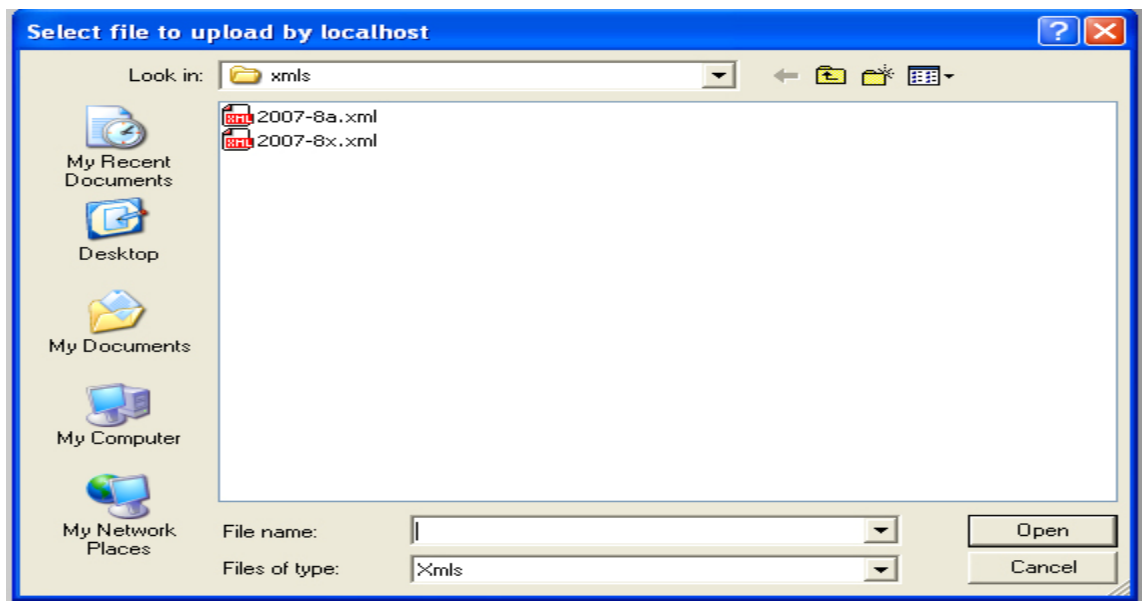 Select file to upload by localhost
Look in: xmls
2007-8a.xml
2007-8x.xml
My Recent
Documents
Desktop
My Documents
My Computer
My Network
Places
File name:
Open
Files of type: Xmls
Cancel